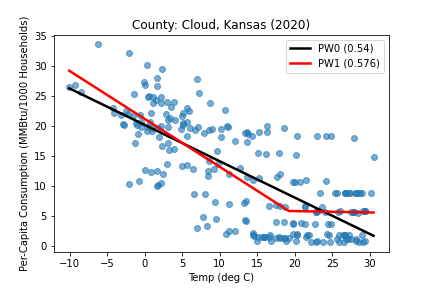 County: Cloud, Kansas (2020)
PW0 (0.54)
PW1 (0.576)
Per-Capita Consumption (MMBtu/1000 Households)
35
30
25
20
15
10
5
0
−10 −5 0 5 10 15 20 25 30
Temp (deg C)